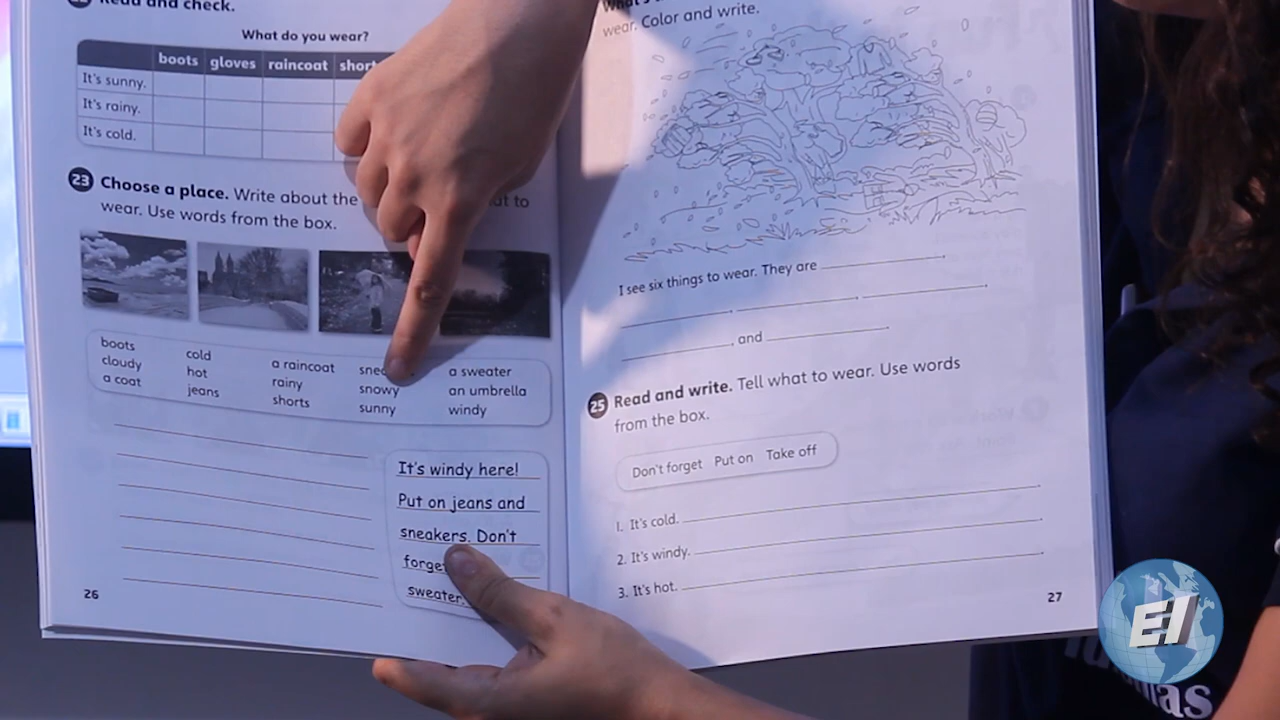 Read and check.
What do you wear?
boots gloves raincoat
It's sunny.
It's rainy.
It's cold.
23 Choose a place. Write about the
to
wear. Use words from the box.
boots cold a raincoat a sweater
cloudy hot rainy snowy an umbrella
a coat jeans shorts sunny windy
It's windy here!
Put on jeans and
sneakers. Don't
sweater.
26
wear. Color and write.
I see six things to wear. They are
and
25 Read and write. Tell what to wear. Use words
from the box.
Don't forget Put on Take off
1. It's cold.
2. It's windy.
3. It's hot.
27
EI